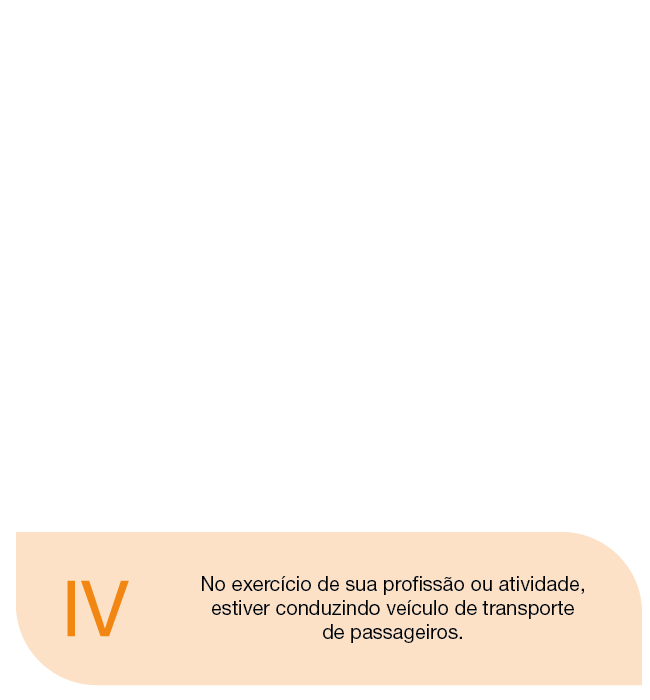 IV
No exercício de sua profissão ou atividade,
estiver conduzindo veículo de transporte
de passageiros.